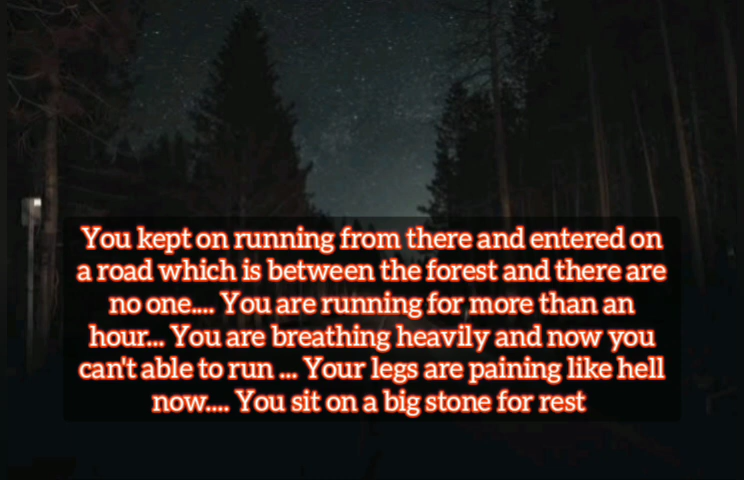 You kept on running from there and entered on
a road which is between the forest and there are
no one.... You are running for more than an
hour... You are breathing heavily and now you
can't able to run ... Your legs are paining like hell
now.... You sit on a big stone for rest